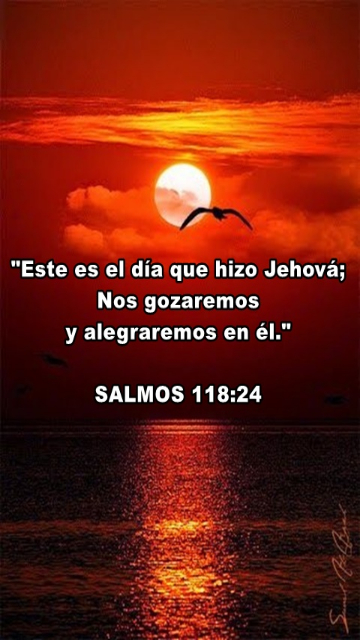 "Este es el día que hizo Jehová;
Nos gozaremos
y alegraremos en él."
SALMOS 118:24